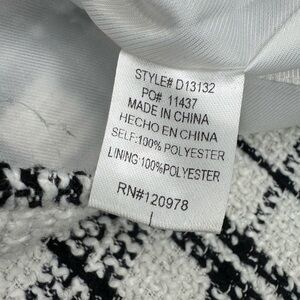 STYLE# D13132
PO# 11437
MADE IN CHINA
HECHO EN CHINA
SELF:100% POLYESTER
LINING 100%POLYESTER
RN#120978